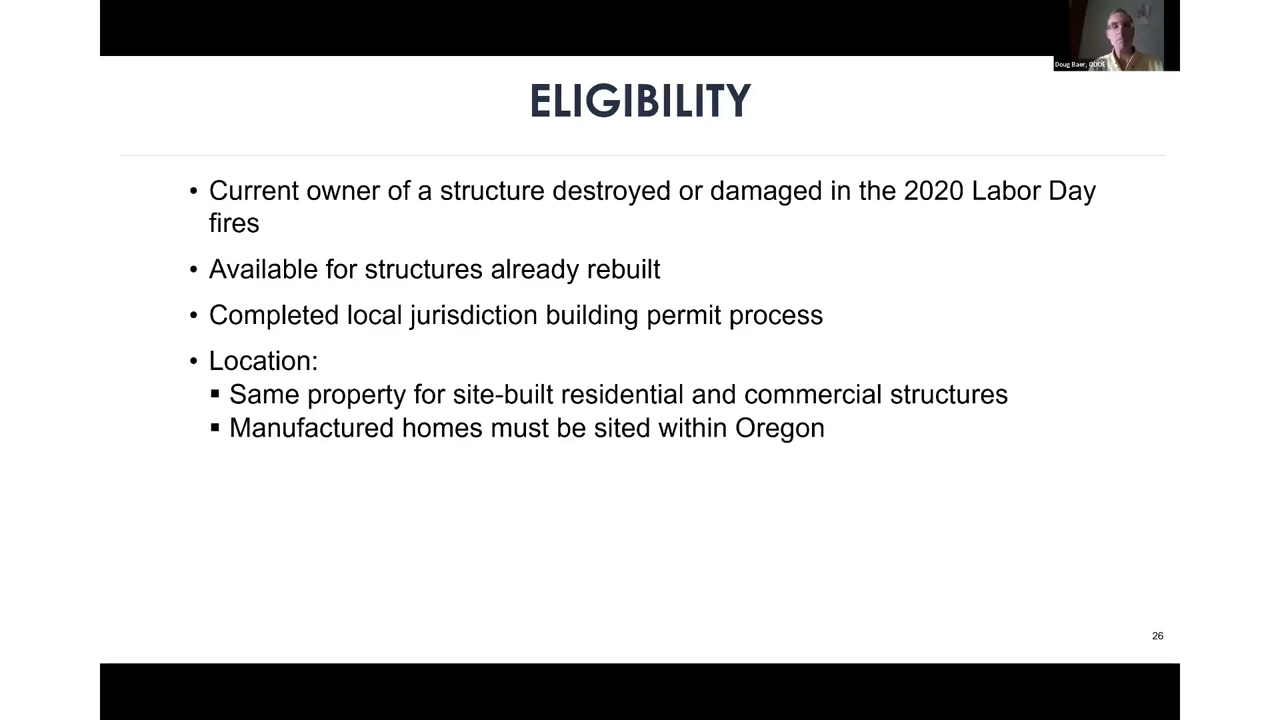 Doug Baer, ODOE
ELIGIBILITY
• Current owner of a structure destroyed or damaged in the 2020 Labor Day
fires
• Available for structures already rebuilt
• Completed local jurisdiction building permit process
• Location:
▪ Same property for site-built residential and commercial structures
▪ Manufactured homes must be sited within Oregon
26